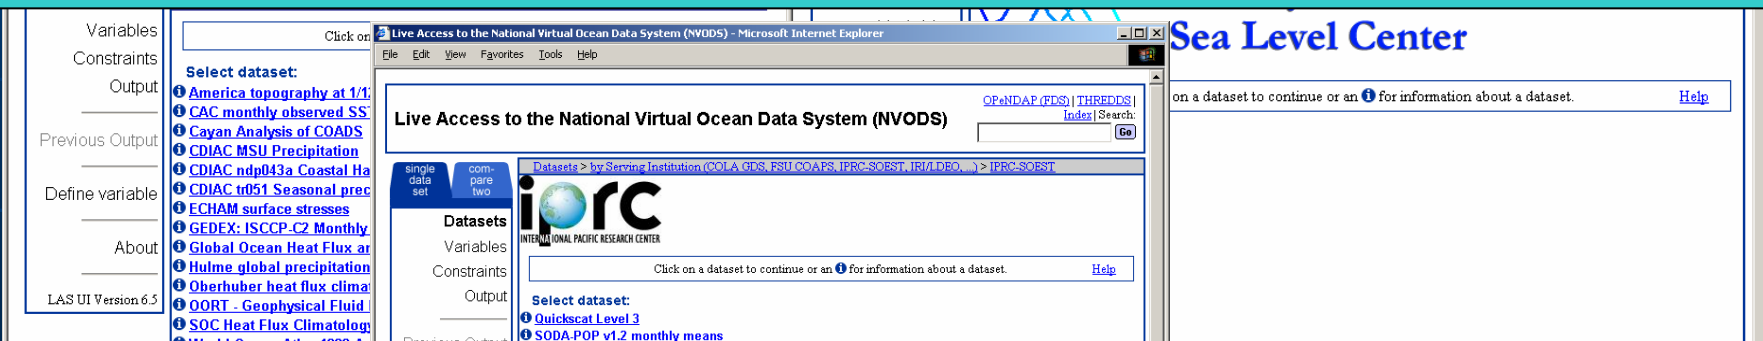 Variables
Constraints
Output
Previous Output
Define variable
About
LAS UI Version 6.5
Click on
Select dataset:
America topography at 1/12
CAC monthly observed SS
Cayan Analysis of COADS
CDIAC MSU Precipitation
CDIAC ndp043a Coastal Ha
CDIAC tr051 Seasonal prec
ECHAM surface stresses
GEDEX: ISCCP-C2 Monthly
Global Ocean Heat Flux an
Hulme global precipitation
Oberhuber heat flux climat
OORT - Geophysical Fluid
SOC Heat Flux Climatology
Live Access to the National Virtual Ocean Data System (NVODS) - Microsoft Internet Explorer
File Edit View Favorites Tools Help
OPeNDAP (FDS) | THREDDS |
Index | Search:
Live Access to the National Virtual Ocean Data System (NVODS)
Go
single data set
com- pare two
Datasets > by Serving Institution (COLA GDS, FSU COAPS, IPRC-SOEST, IRI/LDEO, ...) > IPRC-SOEST
iprc
INTERNATIONAL PACIFIC RESEARCH CENTER
Datasets
Variables
Constraints
Output
Click on a dataset to continue or an i for information about a dataset. Help
Select dataset:
Quickscat Level 3
SODA-POP v1.2 monthly means
Sea Level Center
on a dataset to continue or an i for information about a dataset. Help